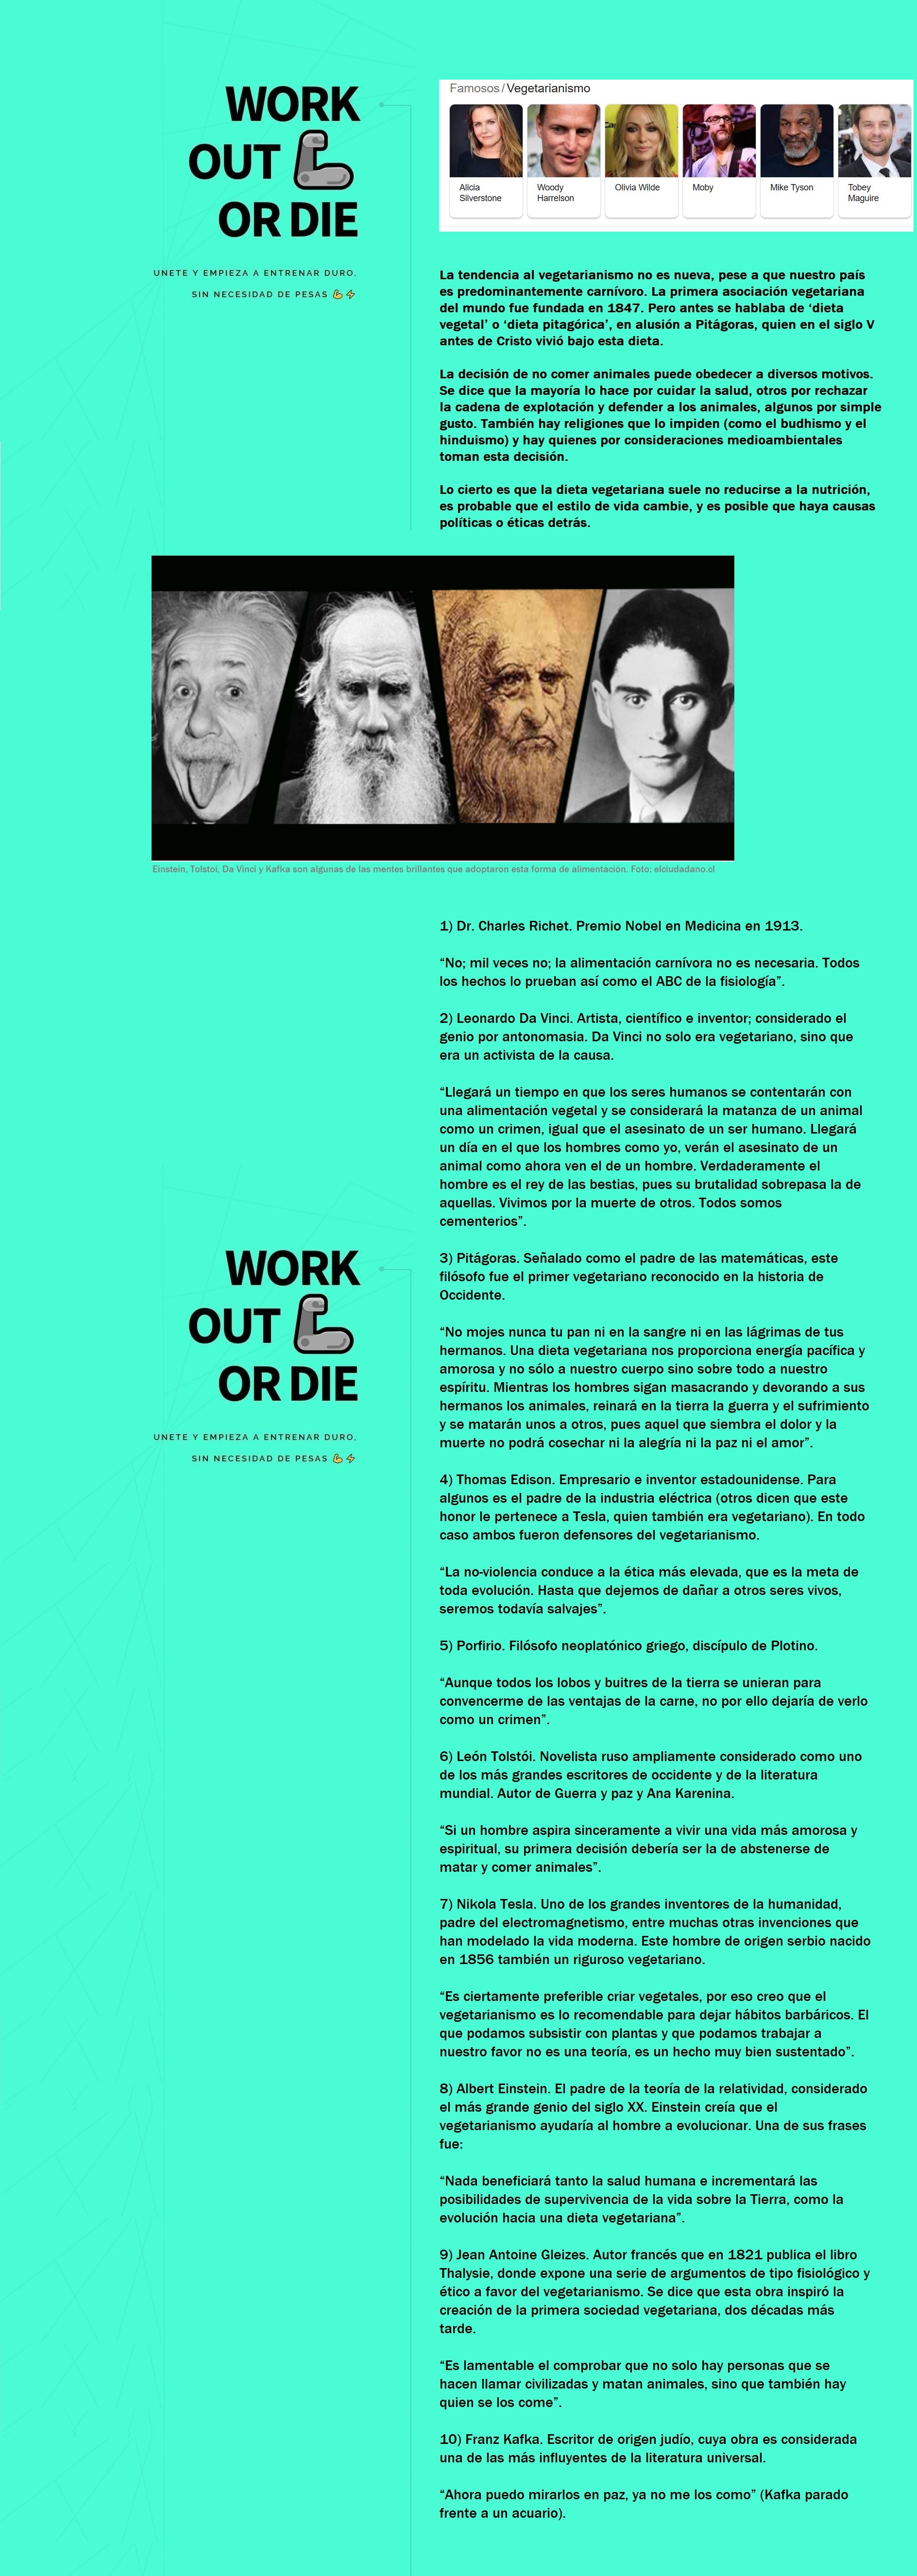 WORK
OUT
OR DIE
UNETE Y EMPIEZA A ENTRENAR DURO.
SIN NECESIDAD DE PESAS 💪⚡
Famosos / Vegetarianismo
Alicia
Silverstone
Woody
Harrelson
Olivia Wilde
Moby
Mike Tyson
Tobey
Maguire
La tendencia al vegetarianismo no es nueva, pese a que nuestro país
es predominantemente carnívoro. La primera asociación vegetariana
del mundo fue fundada en 1847. Pero antes se hablaba de ‘dieta
vegetal’ o ‘dieta pitagórica’, en alusión a Pitágoras, quien en el siglo V
antes de Cristo vivió bajo esta dieta.
La decisión de no comer animales puede obedecer a diversos motivos.
Se dice que la mayoría lo hace por cuidar la salud, otros por rechazar
la cadena de explotación y defender a los animales, algunos por simple
gusto. También hay religiones que lo impiden (como el budhismo y el
hinduismo) y hay quienes por consideraciones medioambientales
toman esta decisión.
Lo cierto es que la dieta vegetariana suele no reducirse a la nutrición,
es probable que el estilo de vida cambie, y es posible que haya causas
políticas o éticas detrás.
Einstein, Tolstoi, Da Vinci y Kafka son algunas de las mentes brillantes que adoptaron esta forma de alimentación. Foto: elciudadano.cl
1) Dr. Charles Richet. Premio Nobel en Medicina en 1913.
“No; mil veces no; la alimentación carnívora no es necesaria. Todos
los hechos lo prueban así como el ABC de la fisiología”.
2) Leonardo Da Vinci. Artista, científico e inventor; considerado el
genio por antonomasia. Da Vinci no solo era vegetariano, sino que
era un activista de la causa.
“Llegará un tiempo en que los seres humanos se contentarán con
una alimentación vegetal y se considerará la matanza de un animal
como un crimen, igual que el asesinato de un ser humano. Llegará
un día en el que los hombres como yo, verán el asesinato de un
animal como ahora ven el de un hombre. Verdaderamente el
hombre es el rey de las bestias, pues su brutalidad sobrepasa la de
aquellas. Vivimos por la muerte de otros. Todos somos
cementerios”.
WORK
OUT
OR DIE
UNETE Y EMPIEZA A ENTRENAR DURO.
SIN NECESIDAD DE PESAS 💪⚡
3) Pitágoras. Señalado como el padre de las matemáticas, este
filósofo fue el primer vegetariano reconocido en la historia de
Occidente.
“No mojes nunca tu pan ni en la sangre ni en las lágrimas de tus
hermanos. Una dieta vegetariana nos proporciona energía pacífica y
amorosa y no sólo a nuestro cuerpo sino sobre todo a nuestro
espíritu. Mientras los hombres sigan masacrando y devorando a sus
hermanos los animales, reinará en la tierra la guerra y el sufrimiento
y se matarán unos a otros, pues aquel que siembra el dolor y la
muerte no podrá cosechar ni la alegría ni la paz ni el amor”.
4) Thomas Edison. Empresario e inventor estadounidense. Para
algunos es el padre de la industria eléctrica (otros dicen que este
honor le pertenece a Tesla, quien también era vegetariano). En todo
caso ambos fueron defensores del vegetarianismo.
“La no-violencia conduce a la ética más elevada, que es la meta de
toda evolución. Hasta que dejemos de dañar a otros seres vivos,
seremos todavía salvajes”.
5) Porfirio. Filósofo neoplatónico griego, discípulo de Plotino.
“Aunque todos los lobos y buitres de la tierra se unieran para
convencerme de las ventajas de la carne, no por ello dejaría de verlo
como un crimen”.
6) León Tolstói. Novelista ruso ampliamente considerado como uno
de los más grandes escritores de occidente y de la literatura
mundial. Autor de Guerra y paz y Ana Karenina.
“Si un hombre aspira sinceramente a vivir una vida más amorosa y
espiritual, su primera decisión debería ser la de abstenerse de
matar y comer animales”.
7) Nikola Tesla. Uno de los grandes inventores de la humanidad,
padre del electromagnetismo, entre muchas otras invenciones que
han modelado la vida moderna. Este hombre de origen serbio nacido
en 1856 también un riguroso vegetariano.
“Es ciertamente preferible criar vegetales, por eso creo que el
vegetarianismo es lo recomendable para dejar hábitos barbáricos. El
que podamos subsistir con plantas y que podamos trabajar a
nuestro favor no es una teoría, es un hecho muy bien sustentado”.
8) Albert Einstein. El padre de la teoría de la relatividad, considerado
el más grande genio del siglo XX. Einstein creía que el
vegetarianismo ayudaría al hombre a evolucionar. Una de sus frases
fue:
“Nada beneficiará tanto la salud humana e incrementará las
posibilidades de supervivencia de la vida sobre la Tierra, como la
evolución hacia una dieta vegetariana”.
9) Jean Antoine Gleizes. Autor francés que en 1821 publica el libro
Thalysie, donde expone una serie de argumentos de tipo fisiológico y
ético a favor del vegetarianismo. Se dice que esta obra inspiró la
creación de la primera sociedad vegetariana, dos décadas más
tarde.
“Es lamentable el comprobar que no solo hay personas que se
hacen llamar civilizadas y matan animales, sino que también hay
quien se los come”.
10) Franz Kafka. Escritor de origen judío, cuya obra es considerada
una de las más influyentes de la literatura universal.
“Ahora puedo mirarlos en paz, ya no me los como” (Kafka parado
frente a un acuario).